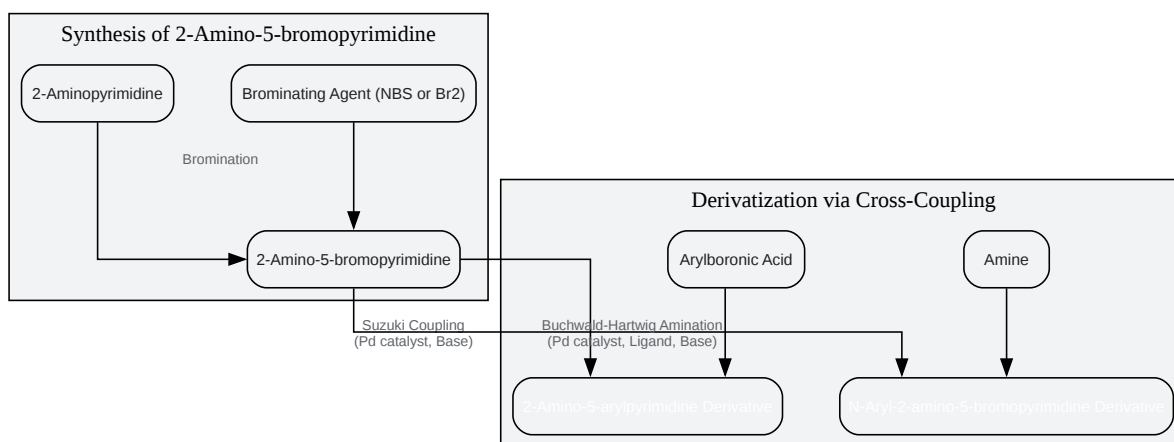 Synthesis of 2-Amino-5-bromopyrimidine
2-Aminopyrimidine
Brominating Agent (NBS or Br2)
Bromination
2-Amino-5-bromopyrimidine
Derivatization via Cross-Coupling
Arylboronic Acid
Amine
Suzuki Coupling
(Pd catalyst, Base)
Buchwald-Hartwig Amination
(Pd catalyst, Ligand, Base)
2-Amino-5-arylpyrimidine Derivative
N-Aryl-2-amino-5-bromopyrimidine Derivative